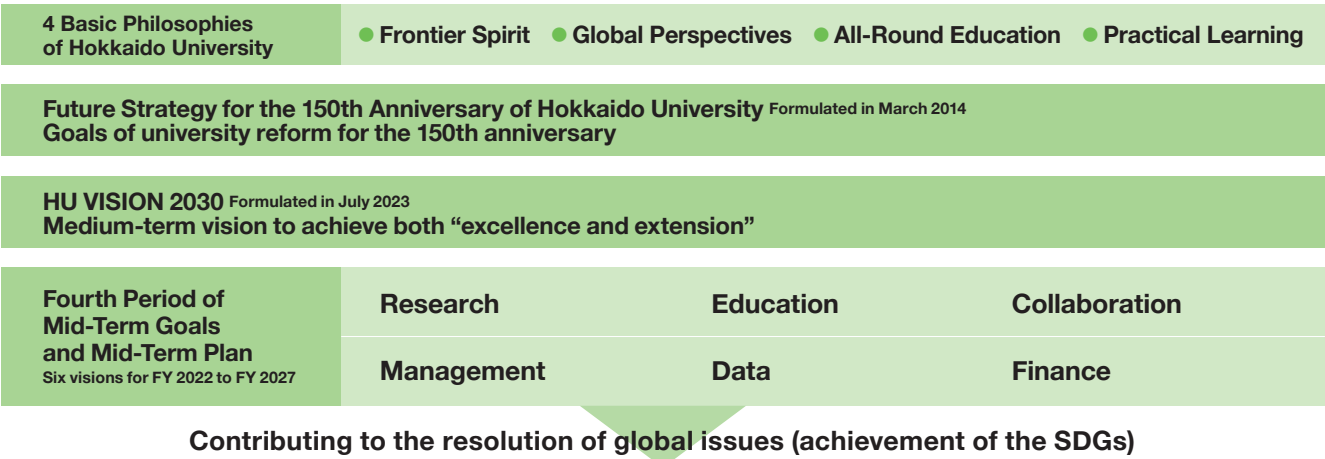 4 Basic Philosophies
of Hokkaido University
● Frontier Spirit ● Global Perspectives ● All-Round Education ● Practical Learning
Future Strategy for the 150th Anniversary of Hokkaido University Formulated in March 2014
Goals of university reform for the 150th anniversary
HU VISION 2030 Formulated in July 2023
Medium-term vision to achieve both “excellence and extension”
Fourth Period of
Mid-Term Goals
and Mid-Term Plan
Six visions for FY 2022 to FY 2027
Research Education Collaboration
Management Data Finance
Contributing to the resolution of global issues (achievement of the SDGs)